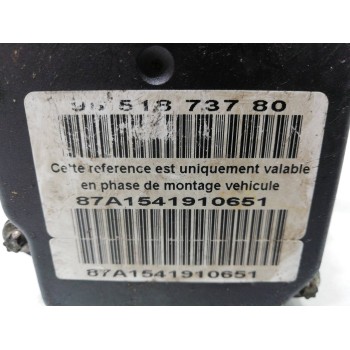 96 518 737 80
Cette reference est uniquement valable
en phase de montage vehicule
87A1541910651
87A1541910651